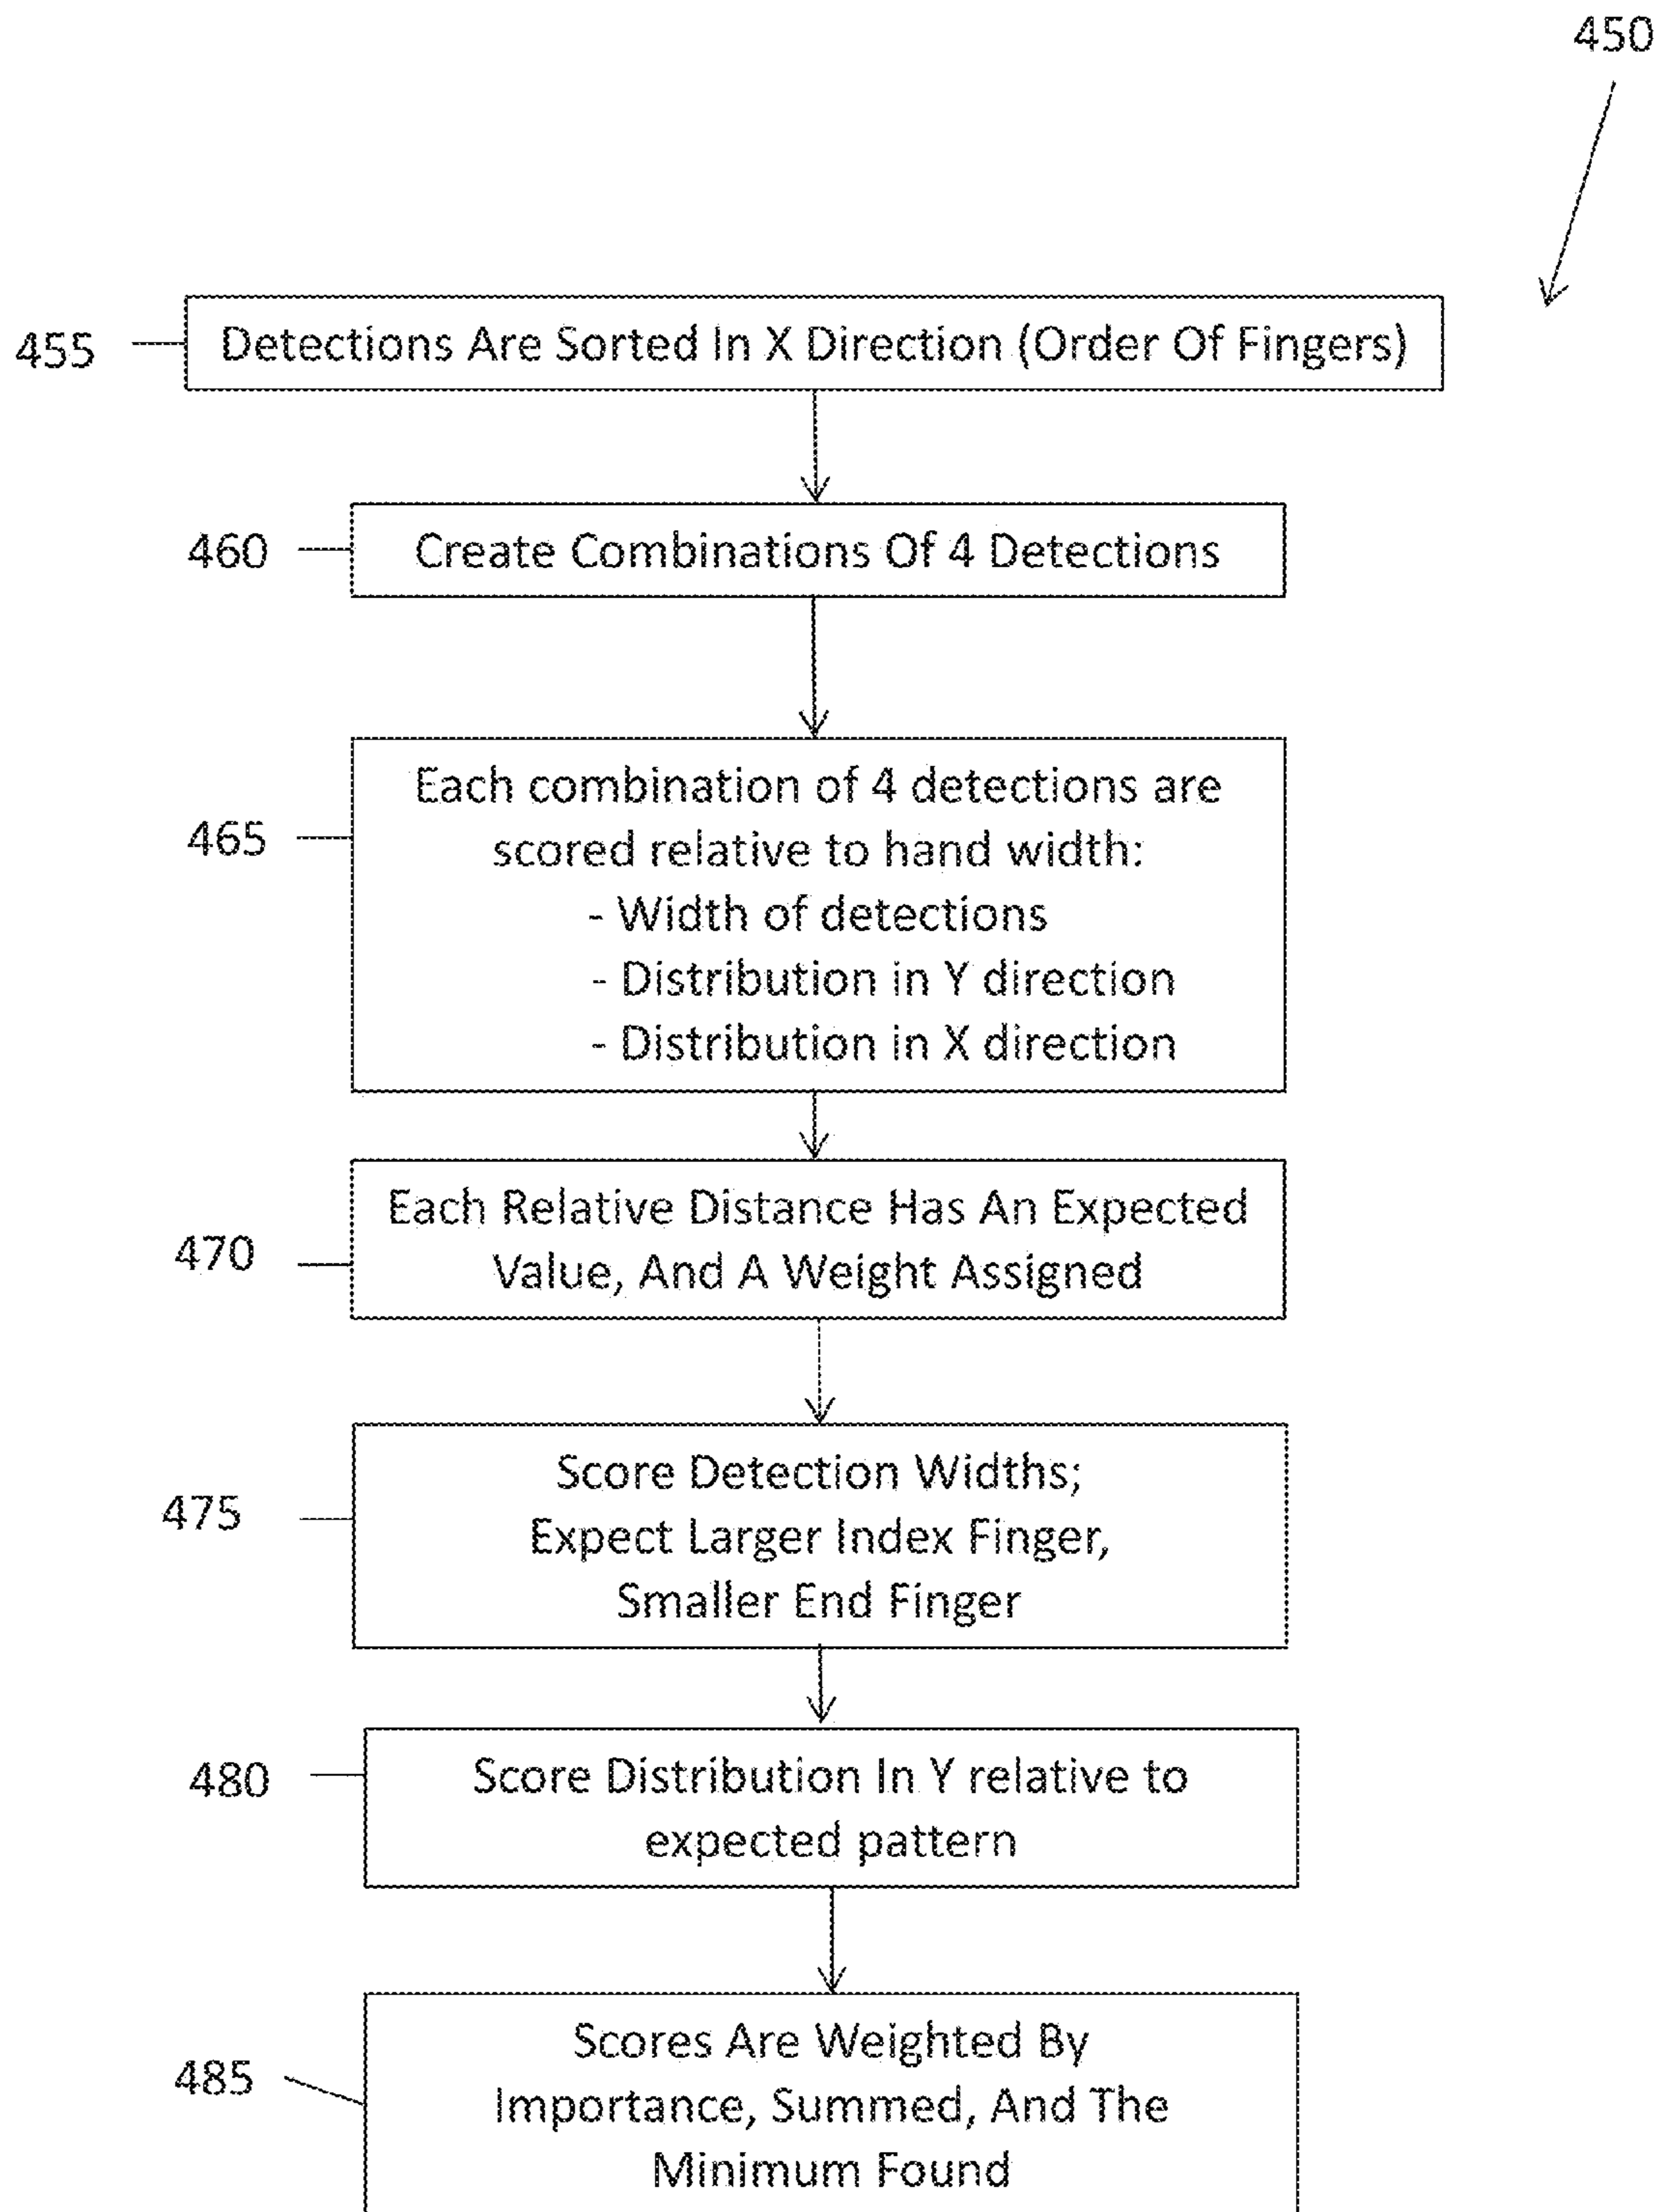 450
455
Detections Are Sorted In X Direction (Order Of Fingers)
460
Create Combinations Of 4 Detections
465
Each combination of 4 detections are
scored relative to hand width:
- Width of detections
- Distribution in Y direction
- Distribution in X direction
470
Each Relative Distance Has An Expected
Value, And A Weight Assigned
475
Score Detection Widths;
Expect Larger Index Finger,
Smaller End Finger
480
Score Distribution In Y relative to
expected pattern
485
Scores Are Weighted By
Importance, Summed, And The
Minimum Found